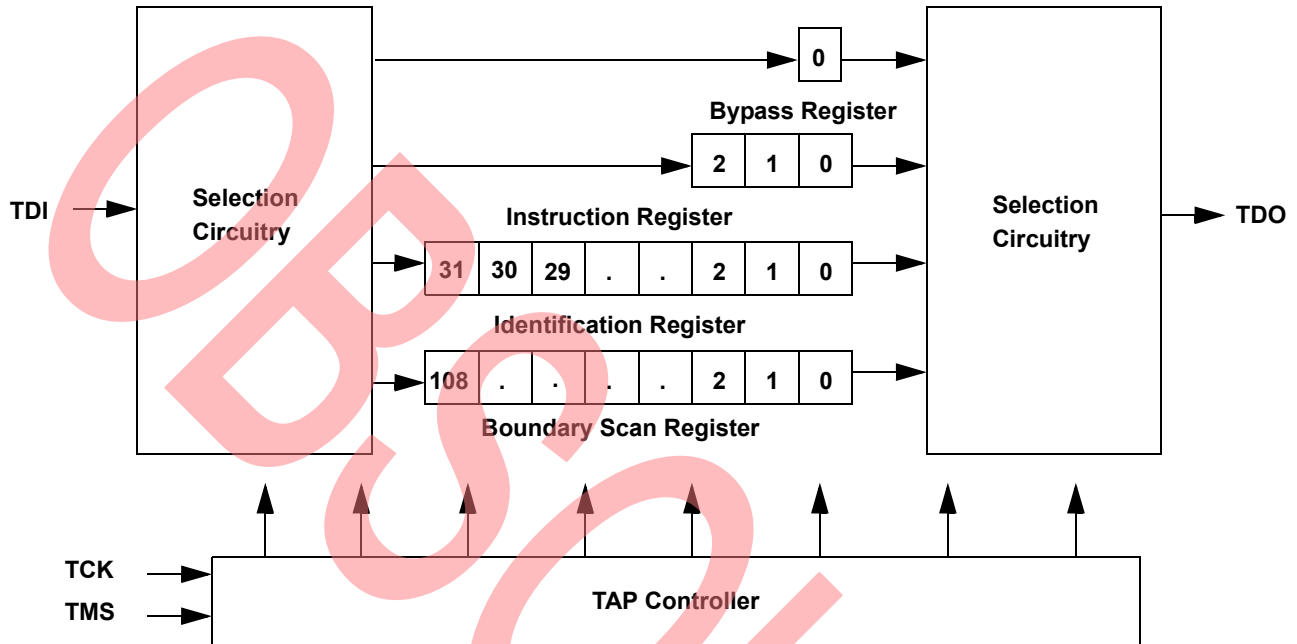 0
Bypass Register
2 1 0
Selection
Circuitry
TDI
Instruction Register
Selection
Circuitry
TDO
31 30 29 . . 2 1 0
Identification Register
108 . . . . 2 1 0
Boundary Scan Register
TCK
TMS
TAP Controller
OBSO